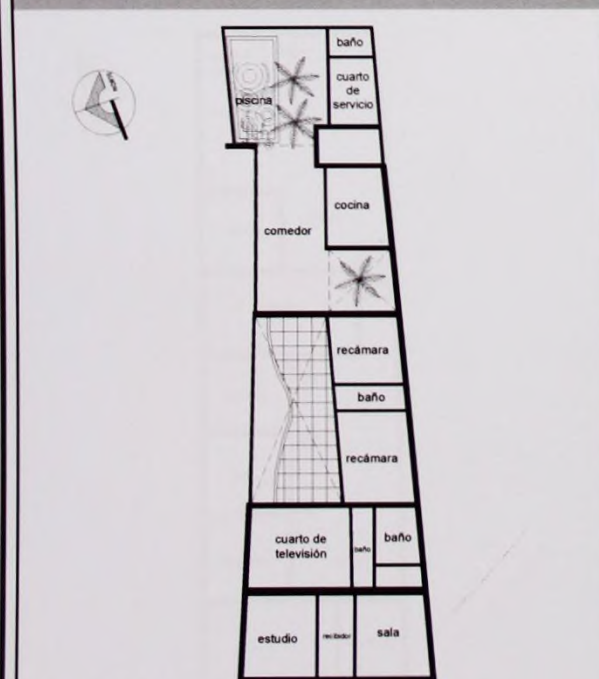 baño
cuarto
de
servicio
piscina
cocina
comedor
recámara
baño
recámara
cuarto de
televisión
baño
baño
estudio
recibidor
sala